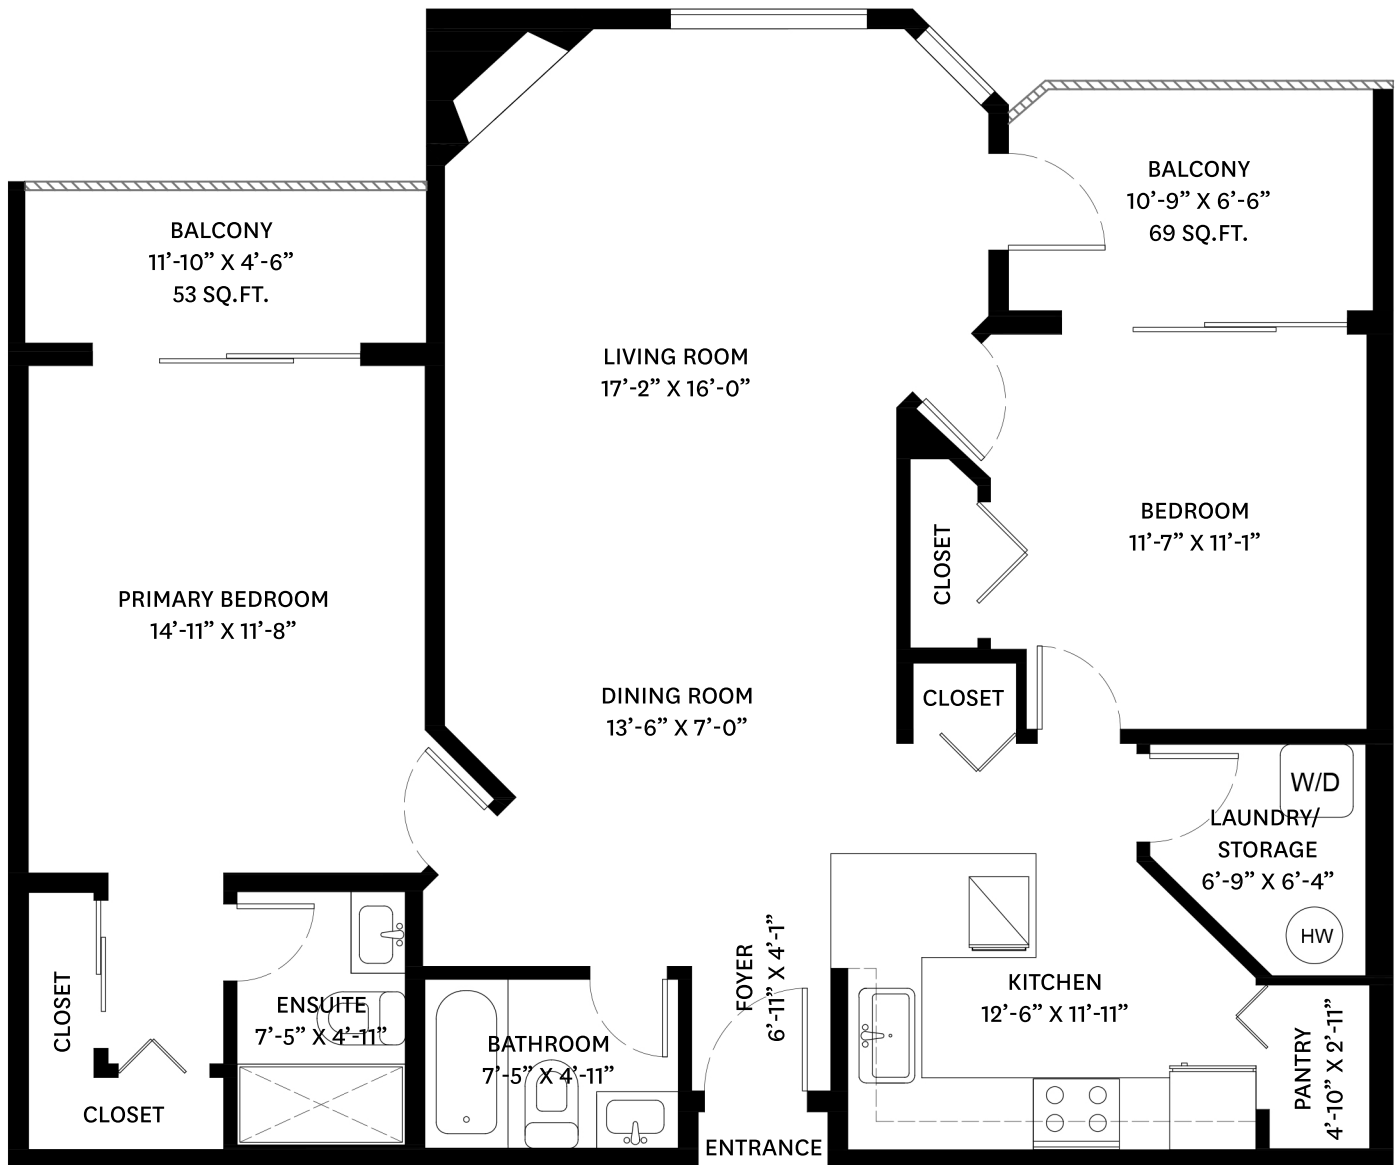 BALCONY
10’-9” X 6’-6”
69 SQ.FT.
BALCONY
11’-10” X 4’-6”
53 SQ.FT.
LIVING ROOM
17’-2” X 16’-0”
BEDROOM
11’-7” X 11’-1”
CLOSET
PRIMARY BEDROOM
14’-11” X 11’-8”
DINING ROOM
13’-6” X 7’-0”
CLOSET
W/D
LAUNDRY/
STORAGE
6’-9” X 6’-4”
HW
FOYER
6’-11” X 4’-1”
KITCHEN
12’-6” X 11’-11”
CLOSET
ENSUITE
7’-5” X 4’-11”
BATHROOM
7’-5” X 4’-11”
PANTRY
4’-10” X 2’-11”
CLOSET
ENTRANCE